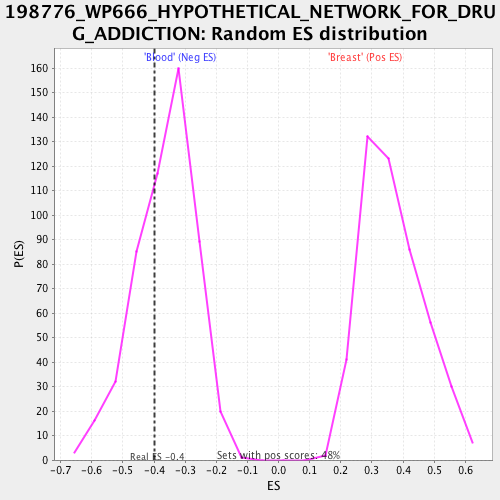 198776_WP666_HYPOTHETICAL_NETWORK_FOR_DRU
G_ADDICTION: Random ES distribution
'Blood' (Neg ES)
'Breast' (Pos ES)
P(ES)
160
150
140
130
120
110
100
90
80
70
60
50
40
30
20
10
0
Real ES -0.4
Sets with pos scores: 48%
-0.7 -0.6 -0.5 -0.4 -0.3 -0.2 -0.1 0.0 0.1 0.2 0.3 0.4 0.5 0.6
ES